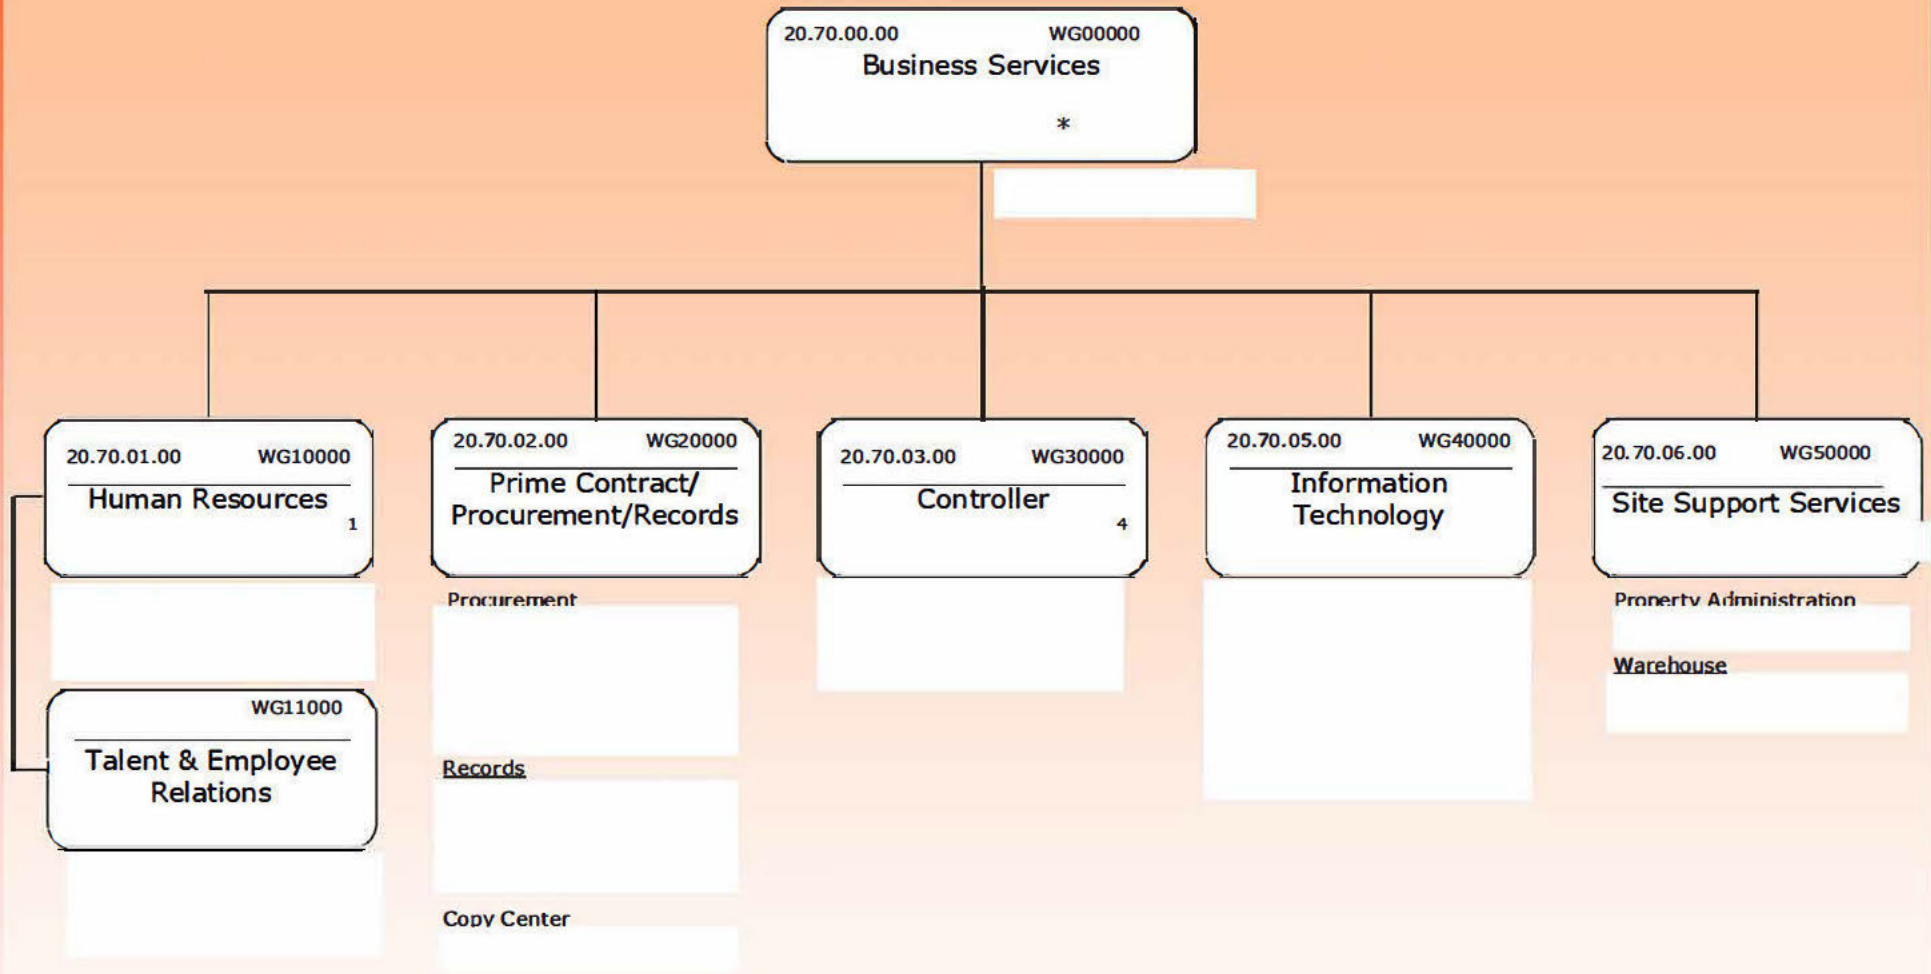 20.70.00.00 WG00000
Business Services
*
20.70.01.00 WG10000
Human Resources
1
WG11000
Talent & Employee
Relations
20.70.02.00 WG20000
Prime Contract/
Procurement/Records
Procurement
Records
Copy Center
20.70.03.00 WG30000
Controller
4
20.70.05.00 WG40000
Information
Technology
20.70.06.00 WG50000
Site Support Services
Property Administration
Warehouse